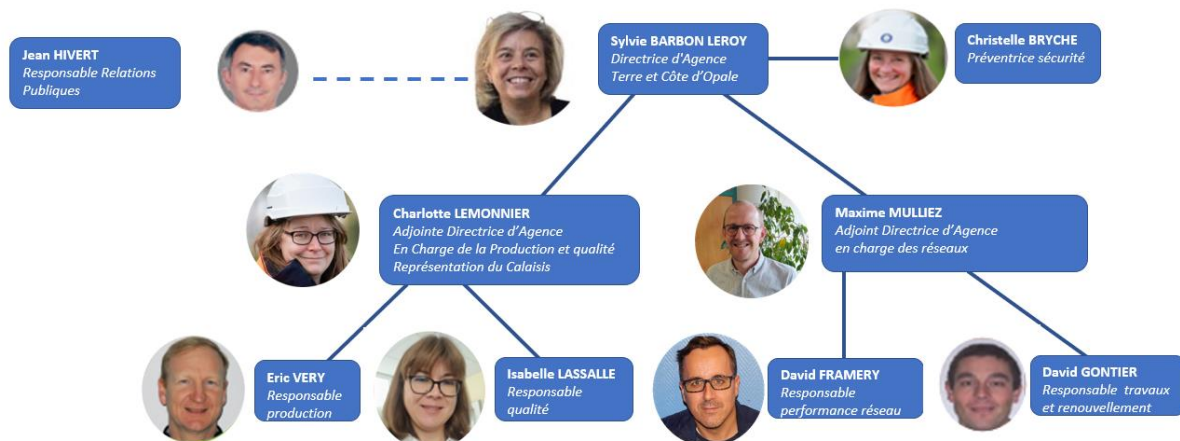 Jean HIVERT
Responsable Relations
Publiques
Sylvie BARBON LEROY
Directrice d'Agence
Terre et Côte d’Opale
Christelle BRYCHE
Préventrice sécurité
Charlotte LEMONNIER
Adjointe Directrice d’Agence
En Charge de la Production et qualité
Représentation du Calaisis
Maxime MULLIEZ
Adjoint Directrice d’Agence
en charge des réseaux
Eric VERY
Responsable
production
Isabelle LASSALLE
Responsable
qualité
David FRAMERY
Responsable
performance réseau
David GONTIER
Responsable travaux
et renouvellement